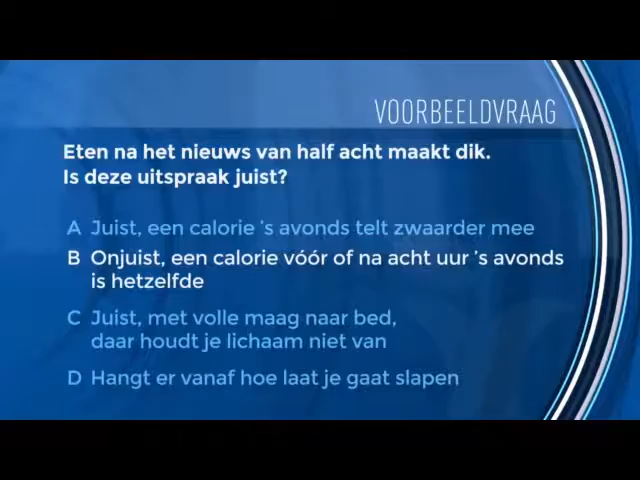 VOORBEELDVRAAG
Eten na het nieuws van half acht maakt dik.
Is deze uitspraak juist?
A Juist, een calorie 's avonds telt zwaarder mee
B Onjuist, een calorie vóór of na acht uur 's avonds
is hetzelfde
C Juist, met volle maag naar bed,
daar houdt je lichaam niet van
D Hangt er vanaf hoe laat je gaat slapen